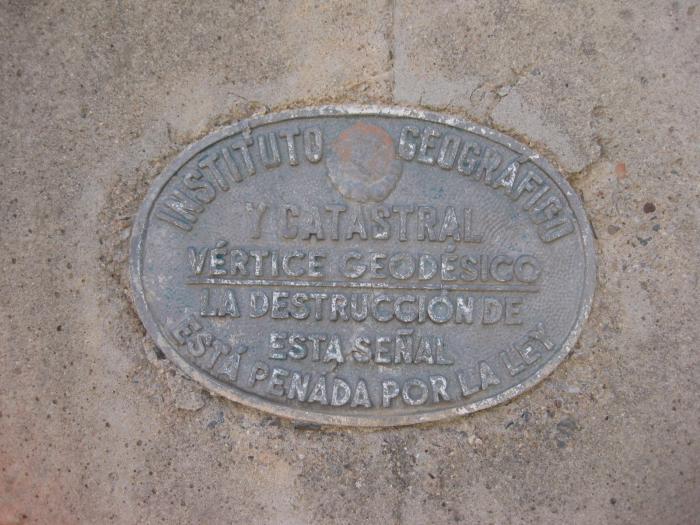 INSTITUTO GEOGRÁFICO
Y CATASTRAL
VÉRTICE GEODÉSICO
LA DESTRUCCIÓN DE
ESTA SEÑAL
ESTÁ PENADA POR LA LEY